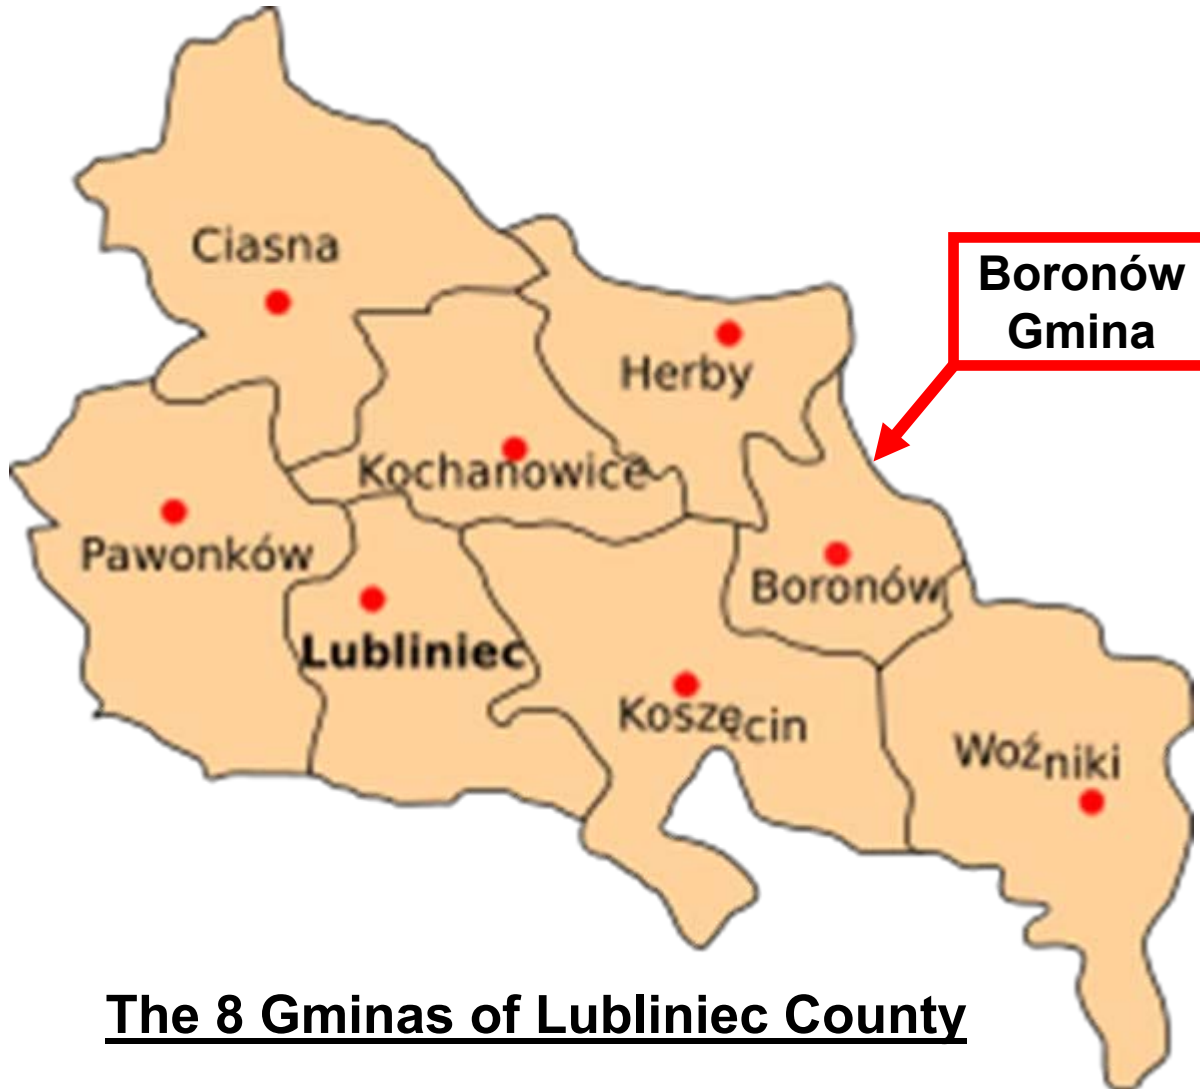 Ciasna
Boronów
Gmina
Herby
Kochanowice
Pawonków
Boronów
Lubliniec
Koszęcin
Woźniki
The 8 Gminas of Lubliniec County